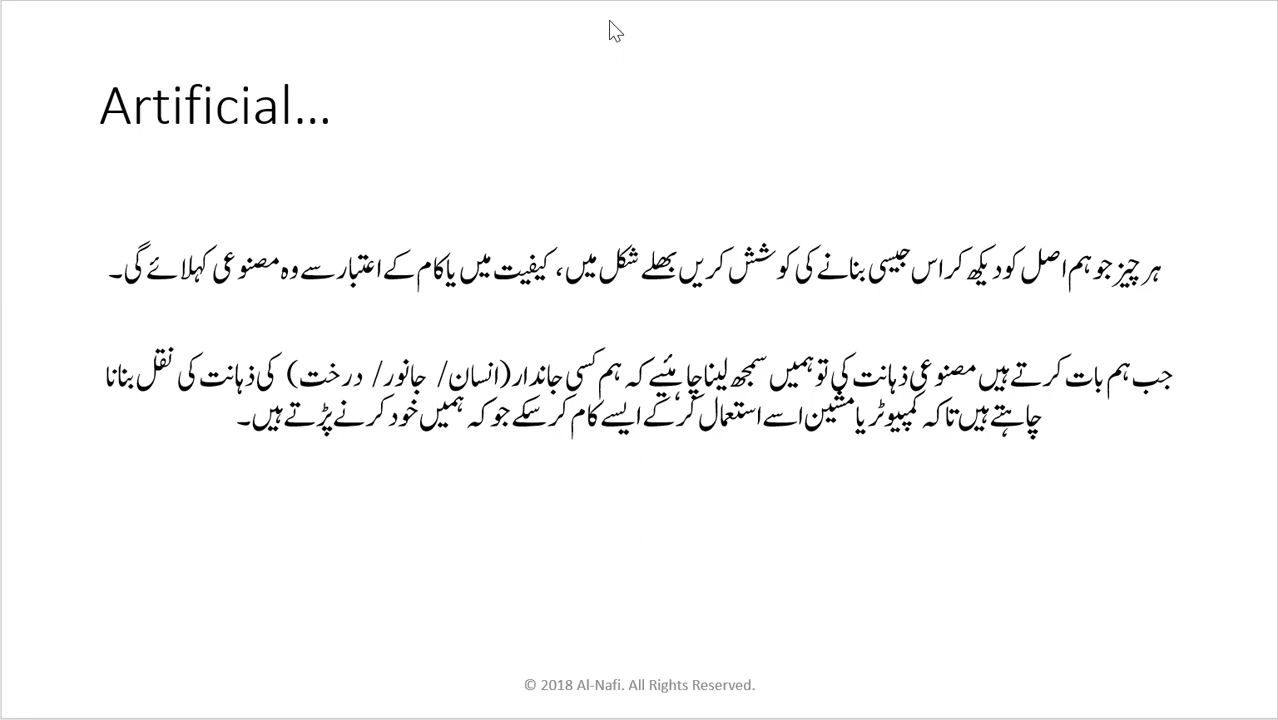 Artificial...
ہر چیز جو ہم اصل کو دیکھ کر اس جیسی بنانے کی کوشش کریں بھلے شکل میں، کیفیت میں یا کام کے اعتبار سے وہ مصنوعی کہلائے گی۔
جب ہم بات کرتے ہیں مصنوعی ذہانت کی تو ہمیں سمجھ لینا چاہئیے کہ ہم کسی جاندار (انسان/ جانور/ درخت) کی ذہانت کی نقل بنانا
چاہتے ہیں تاکہ کمپیوٹر یا مشین اسے استعمال کرکے ایسے کام کر سکے جو کہ ہمیں خود کرنے پڑتے ہیں۔
© 2018 Al-Nafi. All Rights Reserved.